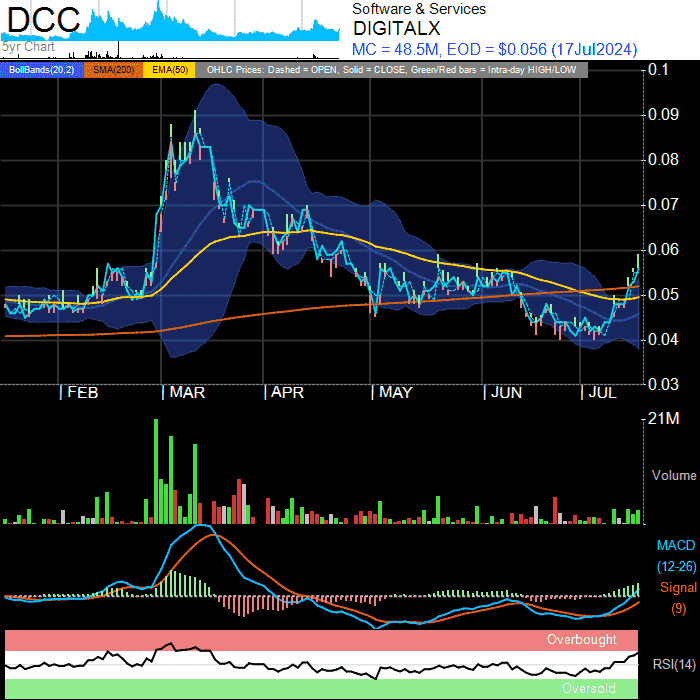 DCC
Software & Services
DIGITALX
5yr Chart
MC = 48.5M, EOD = $0.056 (17Jul2024)
BollBands(20,2) SMA(200) EMA(50) OHLC Prices: Dashed = OPEN, Solid = CLOSE, Green/Red bars = Intra-day HIGH/LOW
0.1
0.09
0.08
0.07
0.06
0.05
0.04
0.03
FEB MAR APR MAY JUN JUL
21M
Volume
MACD
(12-26)
Signal
(9)
Overbought
RSI(14)
Oversold